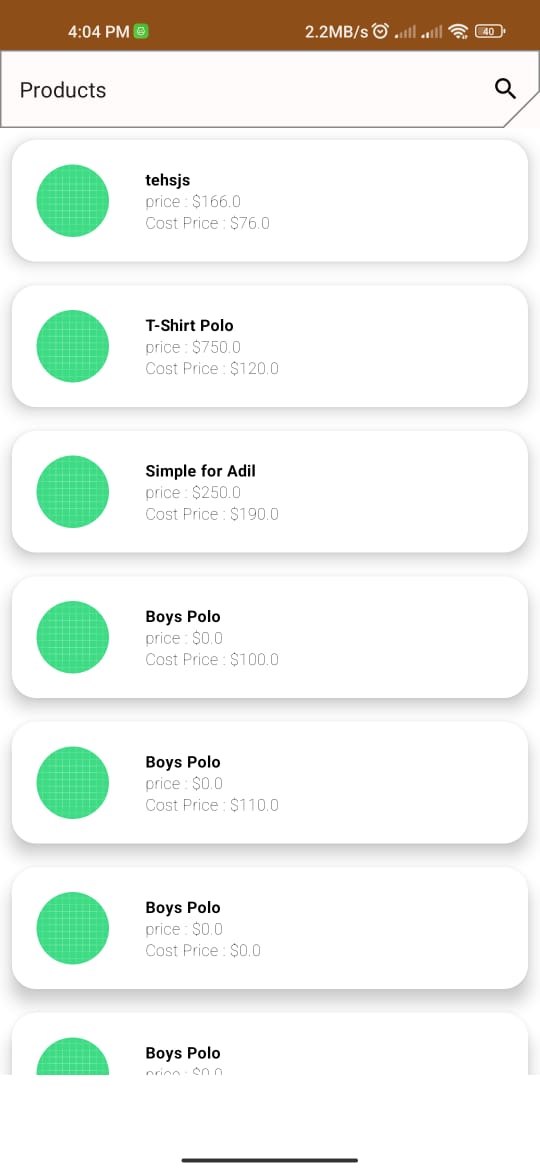 4:04 PM
2.2MB/s
40
Products
tehsjs
price : $166.0
Cost Price : $76.0
T-Shirt Polo
price : $750.0
Cost Price : $120.0
Simple for Adil
price : $250.0
Cost Price : $190.0
Boys Polo
price : $0.0
Cost Price : $100.0
Boys Polo
price : $0.0
Cost Price : $110.0
Boys Polo
price : $0.0
Cost Price : $0.0
Boys Polo
price : $0.0